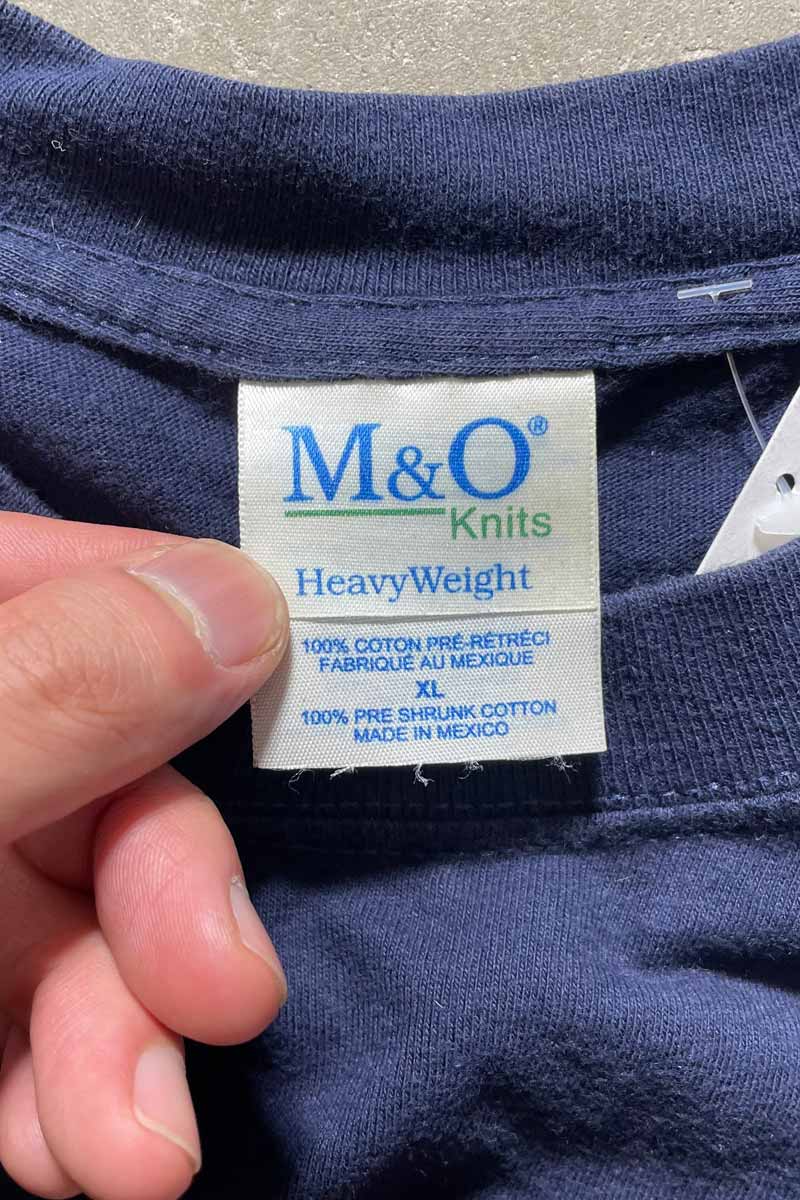 M&O®
Knits
HeavyWeight
100% COTON PRÉ-RÉTRÉCI
FABRIQUÉ AU MEXIQUE
XL
100% PRE SHRUNK COTTON
MADE IN MEXICO